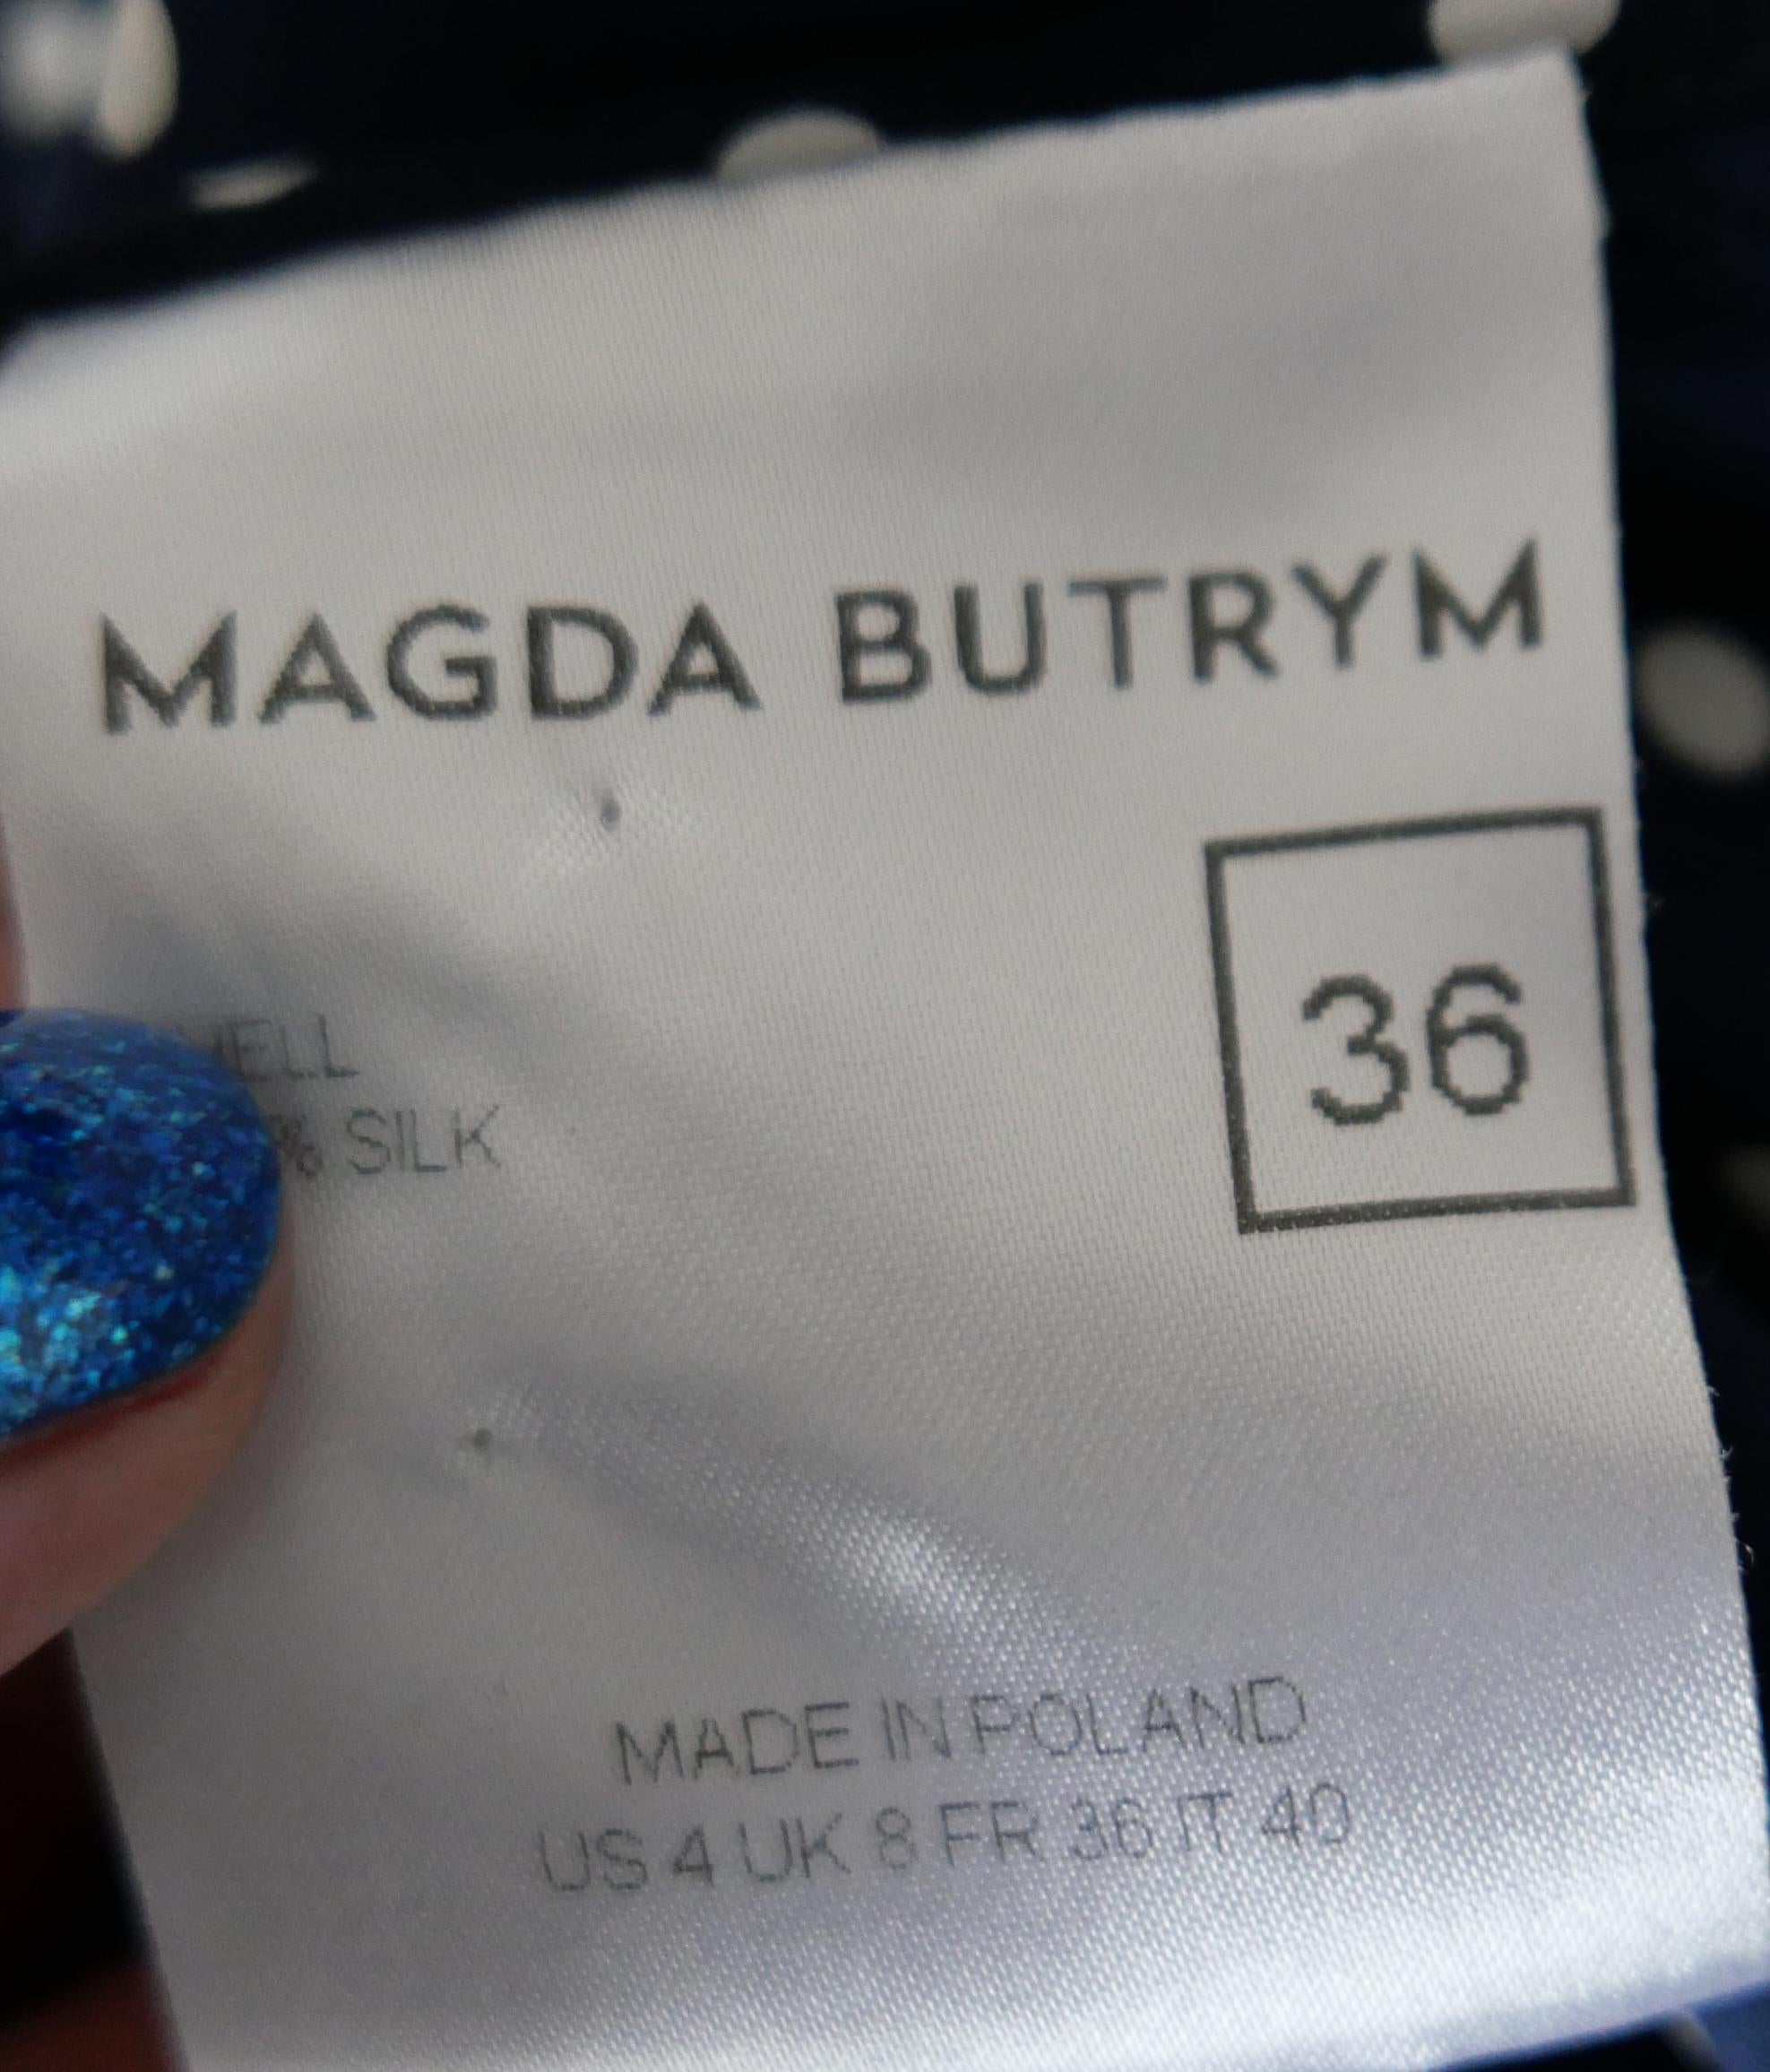 MAGDA BUTRYM
36
% SILK
MADE IN POLAND
US 4 UK 8 FR 36 IT 40